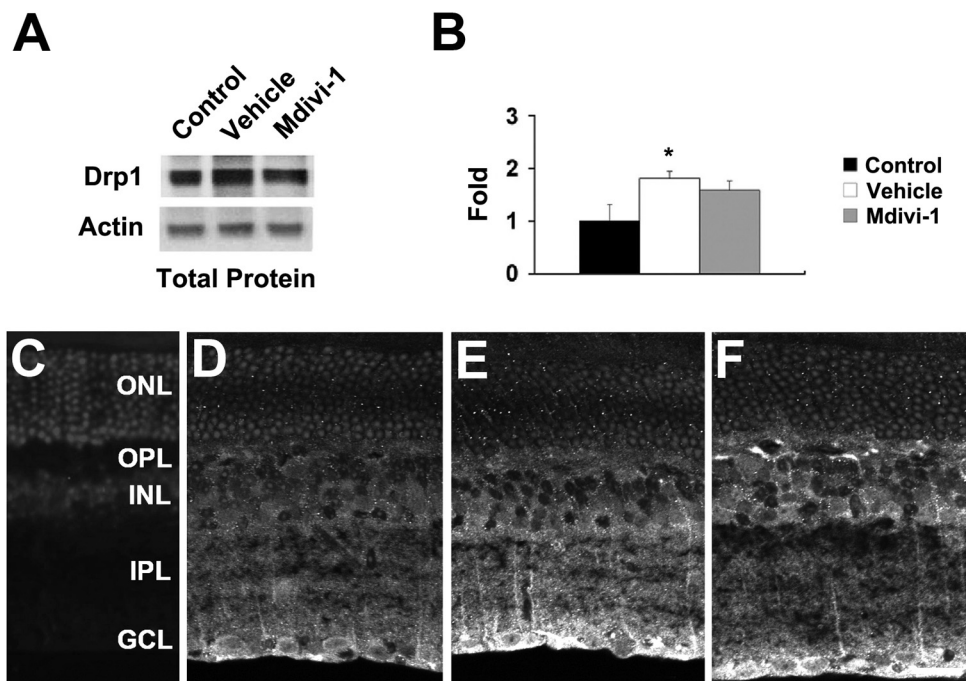 A
Control
Vehicle
Mdivi-1
Drp1
Actin
Total Protein
B
3
2
1
0
Fold
*
Control
Vehicle
Mdivi-1
C
D
E
F
ONL
OPL
INL
IPL
GCL